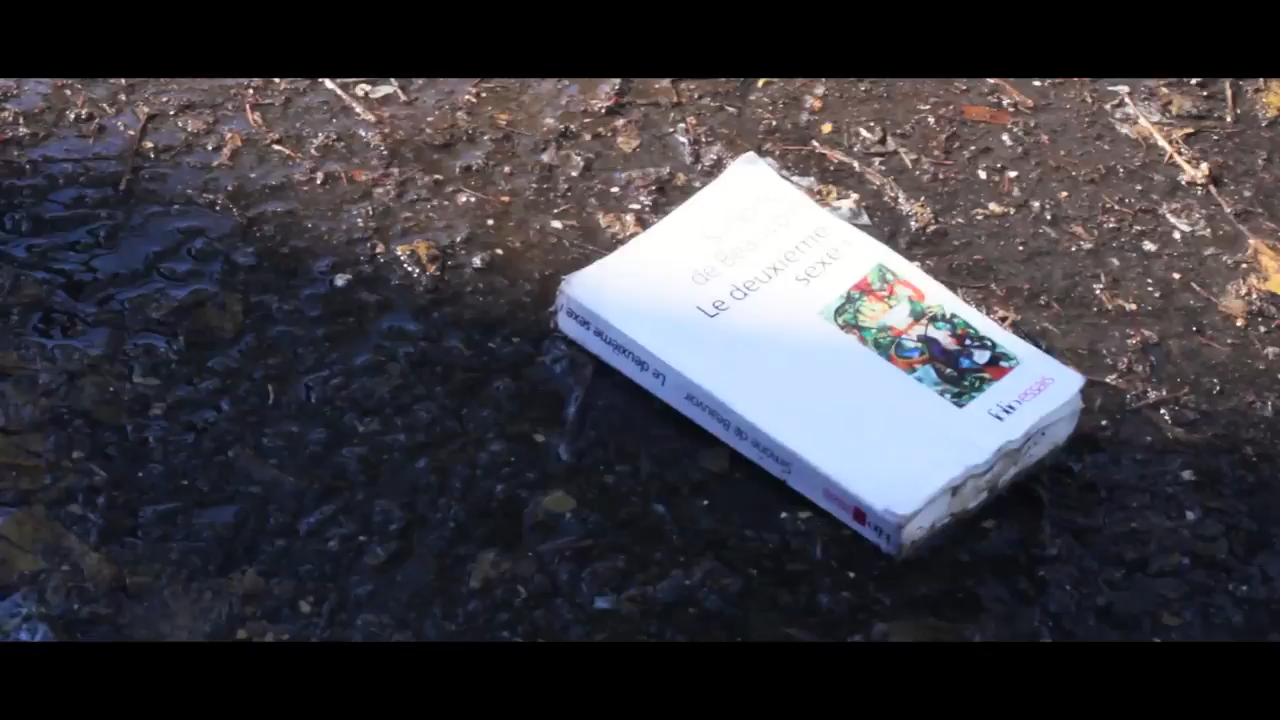 de Beauvoir
Le deuxième
sexe
folio essais
Le deuxième sexe
Simone de Beauvoir